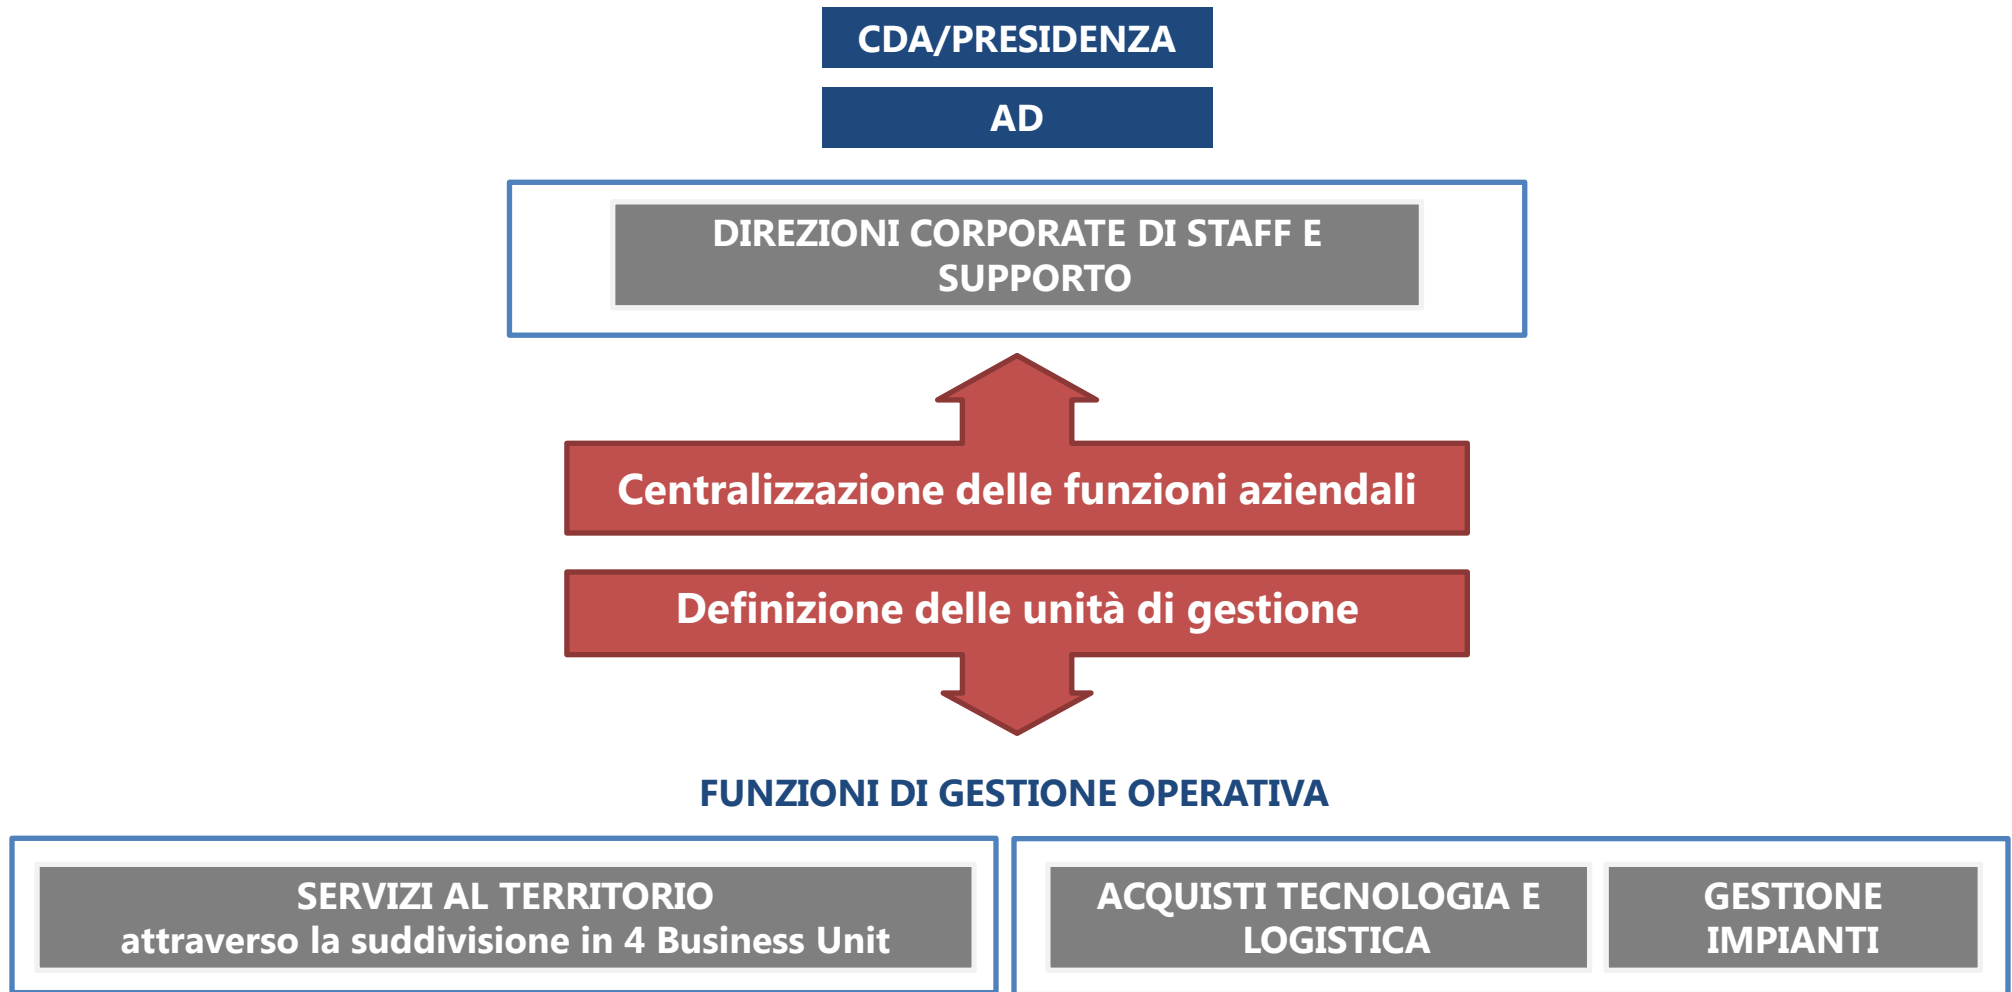 CDA/PRESIDENZA
AD
DIREZIONI CORPORATE DI STAFF E
SUPPORTO
Centralizzazione delle funzioni aziendali
Definizione delle unità di gestione
FUNZIONI DI GESTIONE OPERATIVA
SERVIZI AL TERRITORIO
attraverso la suddivisione in 4 Business Unit
ACQUISTI TECNOLOGIA E
LOGISTICA
GESTIONE
IMPIANTI